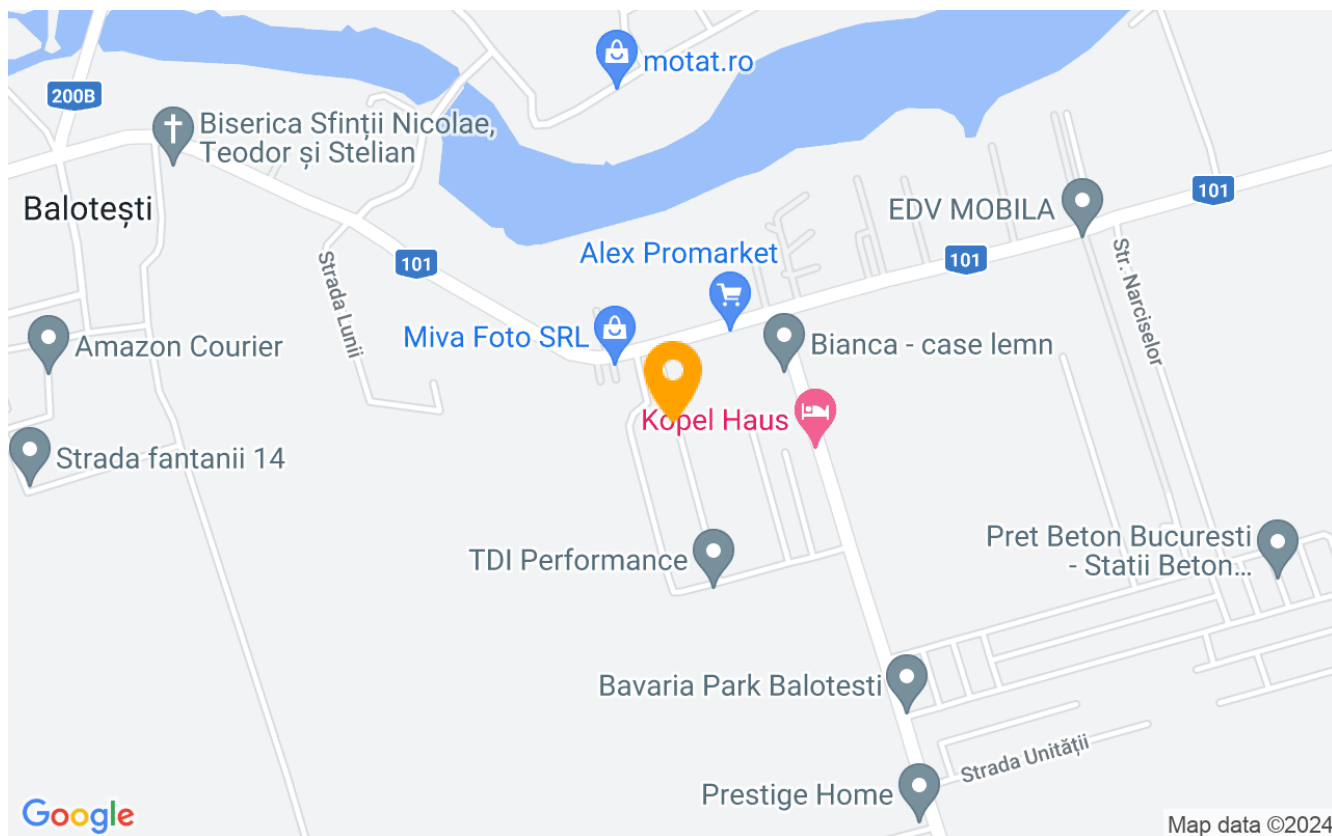 motat.ro
200B
Biserica Sfinții Nicolae,
Teodor și Stelian
101
Balotești
EDV MOBILA
101
101
Alex Promarket
Str. Narciselor
Strada Lunii
Miva Foto SRL
Bianca - case lemn
Amazon Courier
Kopel Haus
Strada fantanii 14
Pret Beton Bucuresti
- Statii Beton...
TDI Performance
Bavaria Park Balotesti
Strada Unității
Prestige Home
Google
Map data ©2024